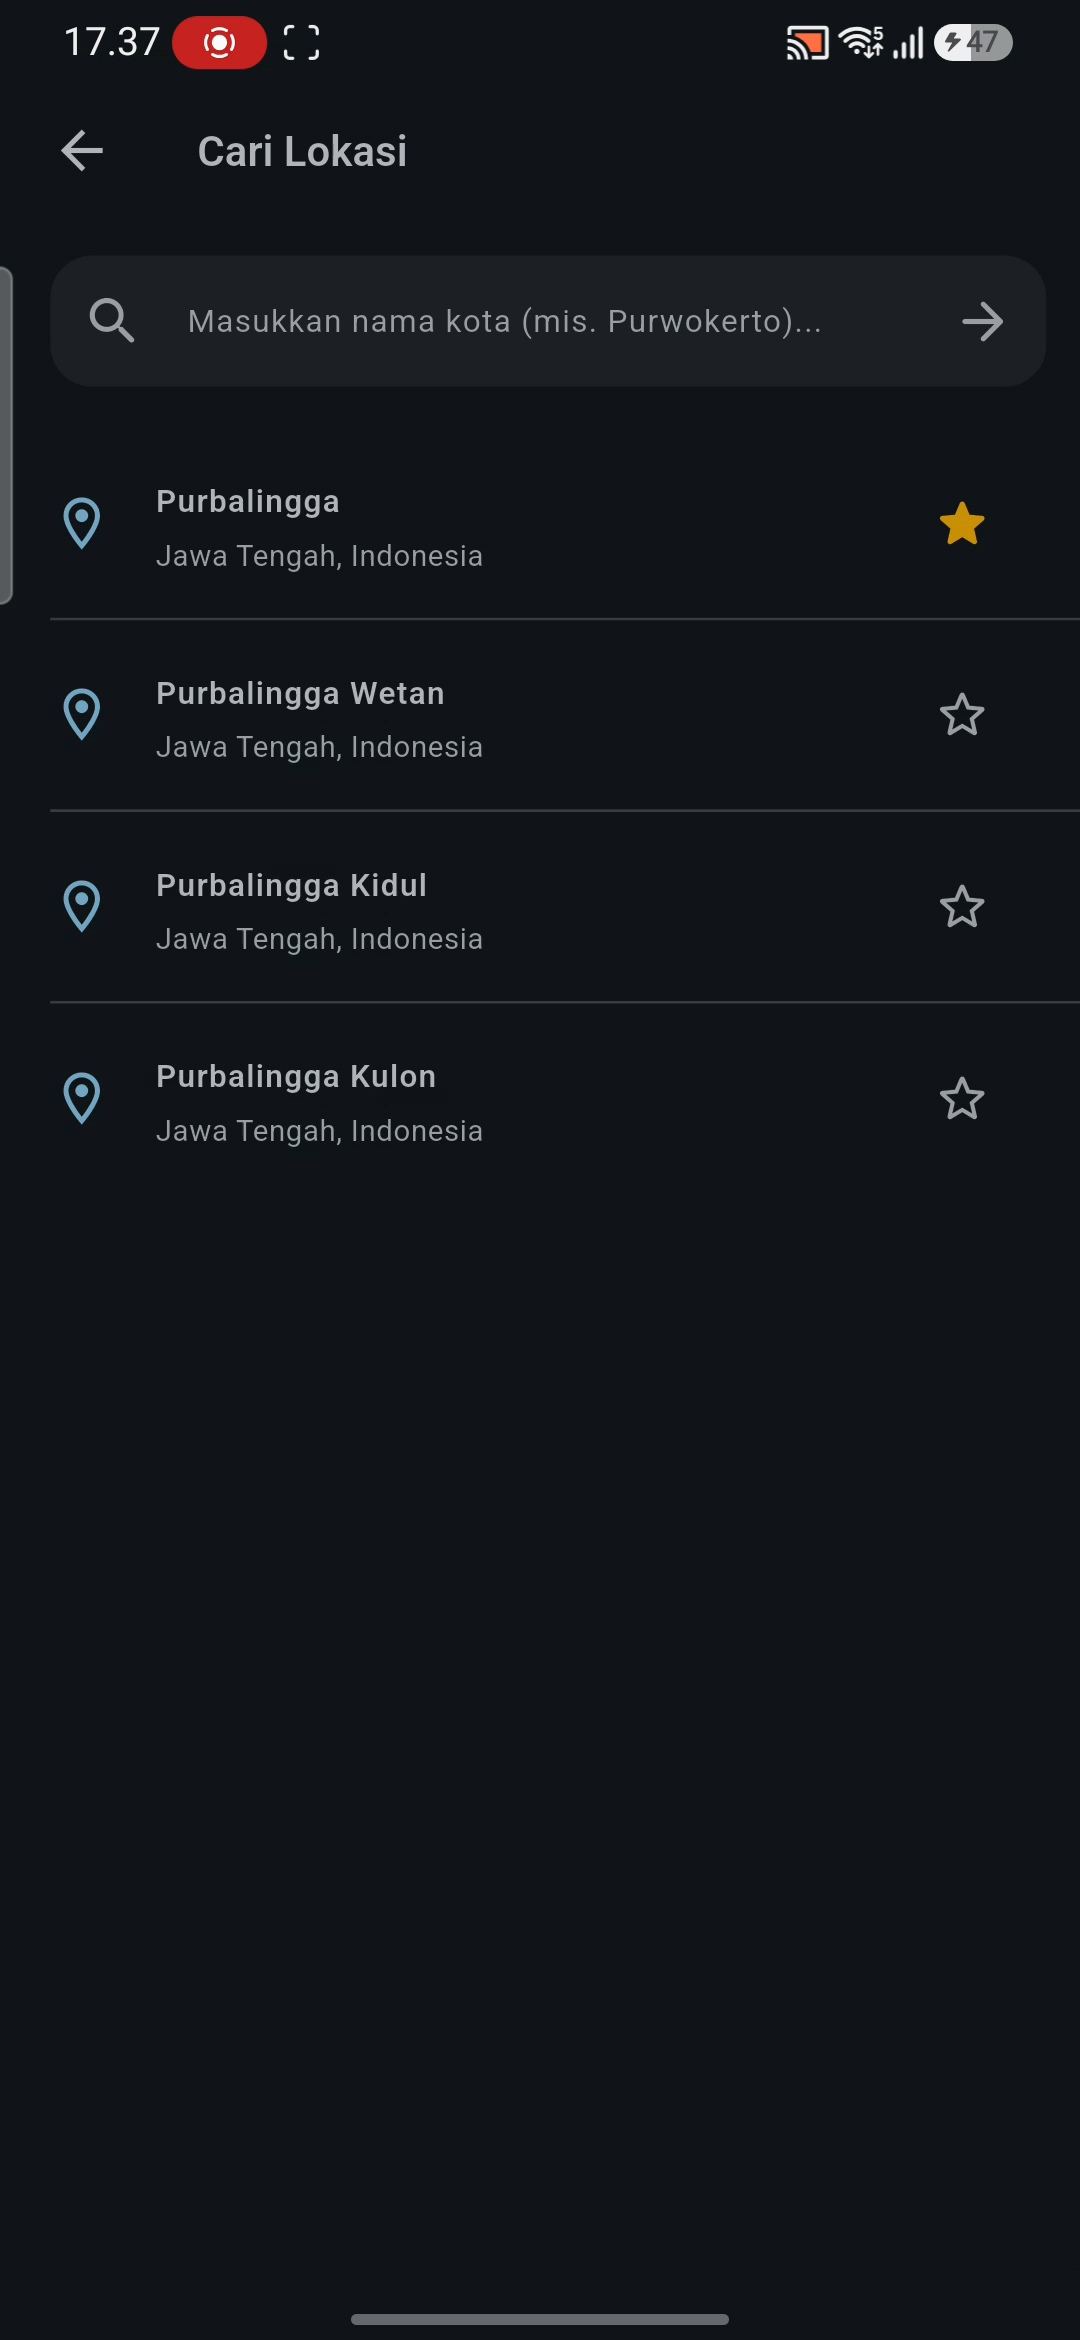 17.37
5
47
Cari Lokasi
Masukkan nama kota (mis. Purwokerto)...
Purbalingga
Jawa Tengah, Indonesia
Purbalingga Wetan
Jawa Tengah, Indonesia
Purbalingga Kidul
Jawa Tengah, Indonesia
Purbalingga Kulon
Jawa Tengah, Indonesia